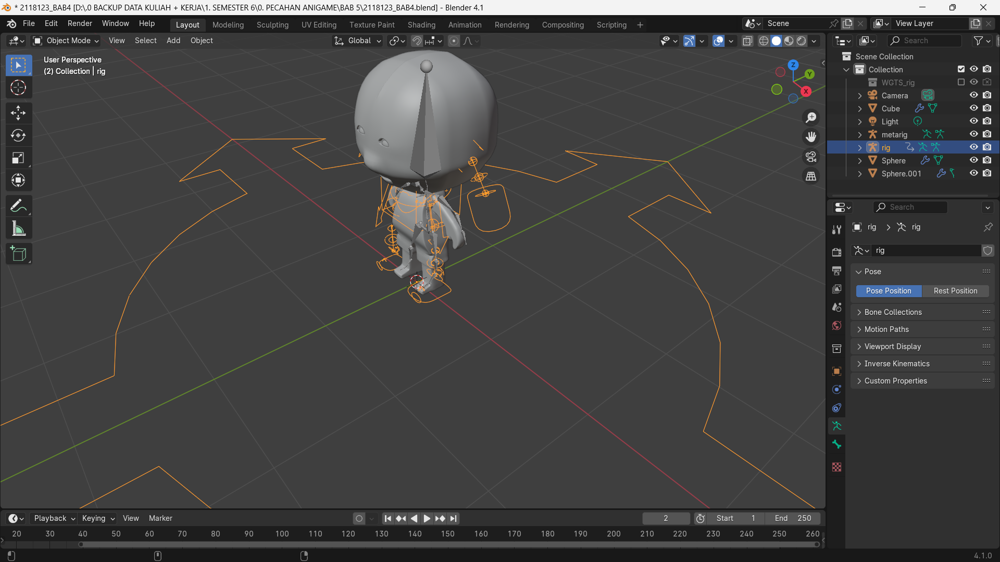 * 2118123_BAB4 [D:\.0 BACKUP DATA KULIAH + KERJA\1. SEMESTER 6\0. PECAHAN ANIGAME\BAB 5\2118123_BAB4.blend] - Blender 4.1
File Edit Render Window Help Layout Modeling Sculpting UV Editing Texture Paint Shading Animation Rendering Compositing Scripting + Scene View Layer
Object Mode View Select Add Object Global Search
User Perspective
(2) Collection | rig
Z
Y
X
Scene Collection
Collection
WGTS_rig
Camera
Cube
Light
metarig
rig
Sphere
Sphere.001
Search
rig > rig
rig
Pose
Pose Position Rest Position
Bone Collections
Motion Paths
Viewport Display
Inverse Kinematics
Custom Properties
Playback Keying View Marker 2 Start 1 End 250
20 30 40 50 60 70 80 90 100 110 120 130 140 150 160 170 180 190 200 210 220 230 240 250 260
4.1.0